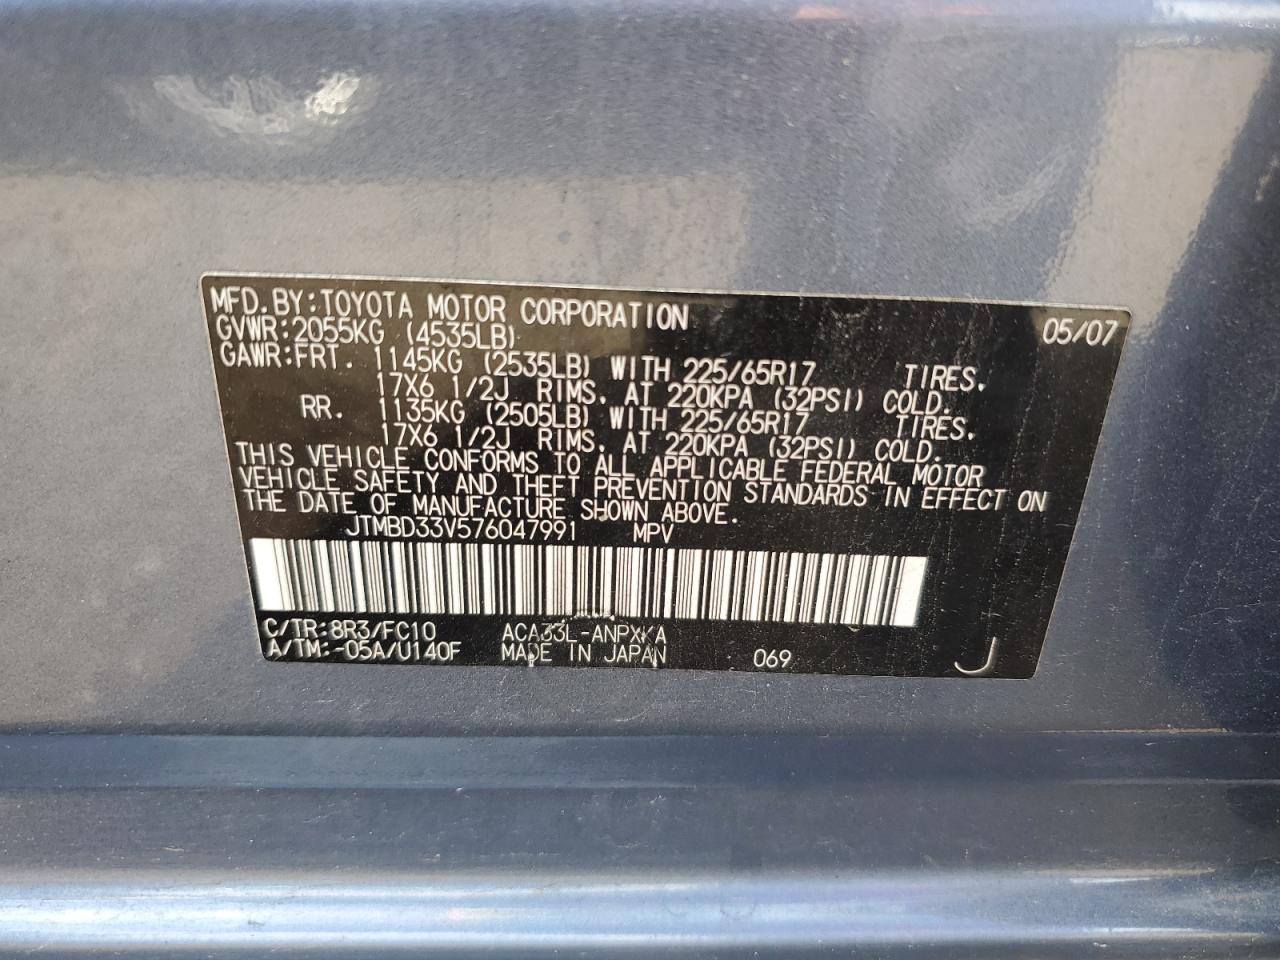 MFD.BY:TOYOTA MOTOR CORPORATION 05/07
GVWR:2055KG (4535LB)
GAWR:FRT. 1145KG (2535LB) WITH 225/65R17 TIRES.
17X6 1/2J RIMS. AT 220KPA (32PSI) COLD.
RR. 1135KG (2505LB) WITH 225/65R17 TIRES.
17X6 1/2J RIMS. AT 220KPA (32PSI) COLD.
THIS VEHICLE CONFORMS TO ALL APPLICABLE FEDERAL MOTOR
VEHICLE SAFETY AND THEFT PREVENTION STANDARDS IN EFFECT ON
THE DATE OF MANUFACTURE SHOWN ABOVE.
JTMBD33V576047991 MPV
C/TR:8R3/FC10 ACA33L-ANPXKA
A/TM:-05A/U140F MADE IN JAPAN 069 J